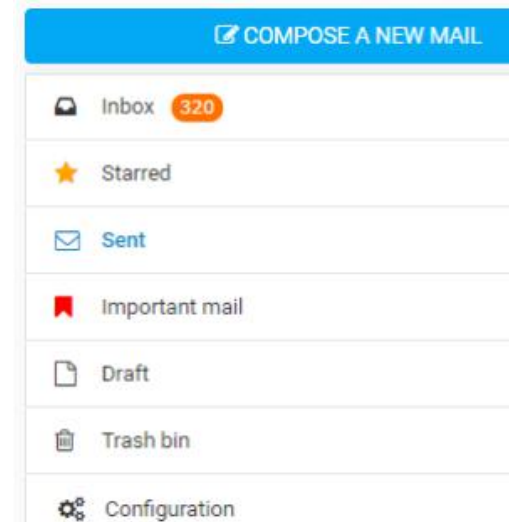 COMPOSE A NEW MAIL
Inbox 320
Starred
Sent
Important mail
Draft
Trash bin
Configuration